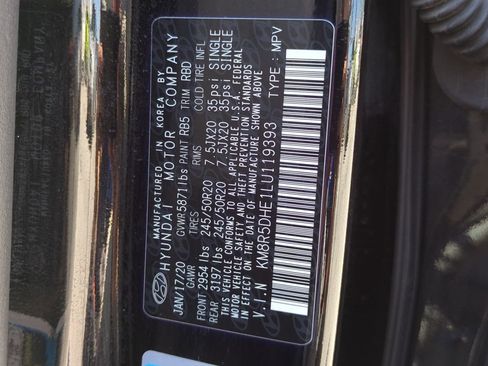 MANUFACTURED IN KOREA BY
HYUNDAI MOTOR COMPANY
JAN/17/20 GVWR 5871 lbs PAINT RB5 TRIM RBD
GAWR TIRES RIMS COLD TIRE INFL
FRONT 2954 lbs 245/50R20 7.5JX20 35psi SINGLE
REAR 3197 lbs 245/50R20 7.5JX20 35psi SINGLE
THIS VEHICLE CONFORMS TO ALL APPLICABLE U.S.A. FEDERAL
MOTOR VEHICLE SAFETY AND THEFT PREVENTION STANDARDS
IN EFFECT ON THE DATE OF MANUFACTURE SHOWN ABOVE
V.I.N KM8R5DHE1LU119393 TYPE : MPV